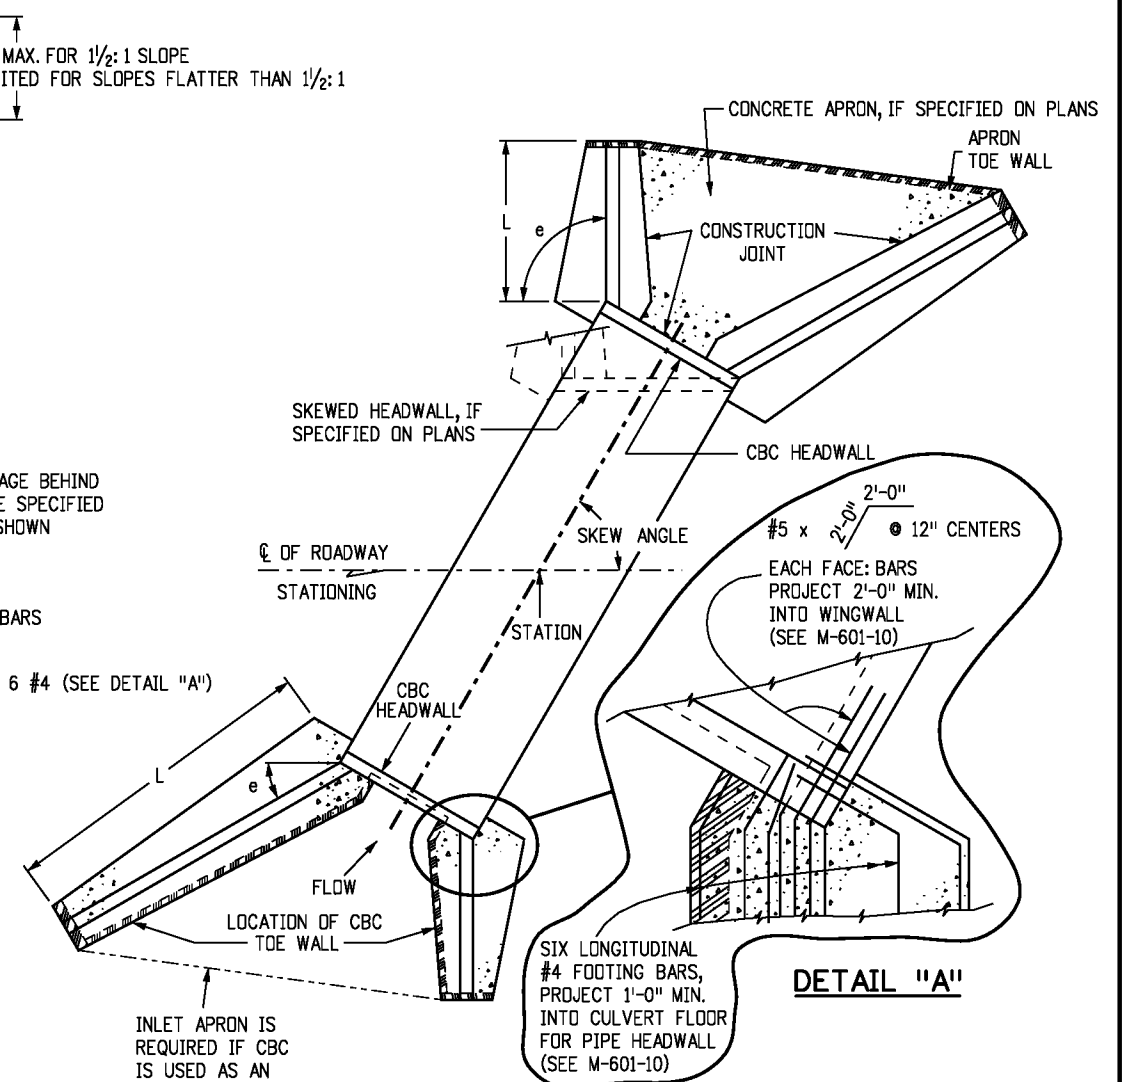 MAX. FOR 1½:1 SLOPE
ITED FOR SLOPES FLATTER THAN 1½:1
CONCRETE APRON, IF SPECIFIED ON PLANS
APRON
TOE WALL
L
e
CONSTRUCTION
JOINT
SKEWED HEADWALL, IF
SPECIFIED ON PLANS
CBC HEADWALL
AGE BEHIND
E SPECIFIED
SHOWN
2'-0"
#5 x 2'-0" @ 12" CENTERS
SKEW ANGLE
℄ OF ROADWAY
STATIONING
EACH FACE: BARS
PROJECT 2'-0" MIN.
INTO WINGWALL
(SEE M-601-10)
BARS
STATION
6 #4 (SEE DETAIL "A")
CBC
HEADWALL
L
e
FLOW
LOCATION OF CBC
TOE WALL
SIX LONGITUDINAL
#4 FOOTING BARS,
PROJECT 1'-0" MIN.
INTO CULVERT FLOOR
FOR PIPE HEADWALL
(SEE M-601-10)
DETAIL "A"
INLET APRON IS
REQUIRED IF CBC
IS USED AS AN